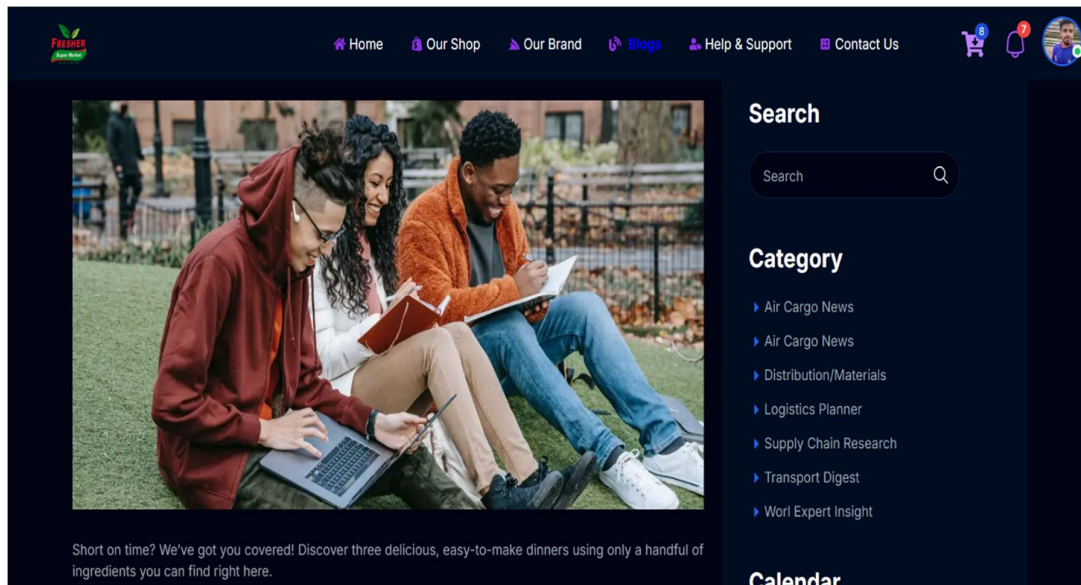 FRESHER
Super Market
Home
Our Shop
Our Brand
Blogs
Help & Support
Contact Us
8
7
Search
Search
Category
Air Cargo News
Air Cargo News
Distribution/Materials
Logistics Planner
Supply Chain Research
Transport Digest
Worl Expert Insight
Calendar
Short on time? We've got you covered! Discover three delicious, easy-to-make dinners using only a handful of
ingredients you can find right here.